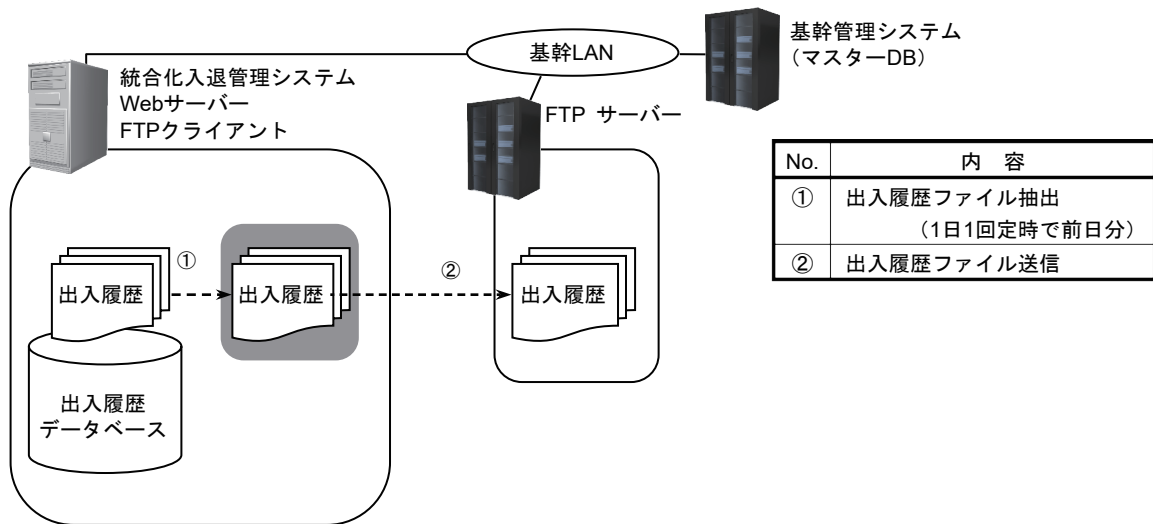 基幹LAN
基幹管理システム
（マスターDB）
統合化入退管理システム
Webサーバー
FTPクライアント
FTP サーバー
No. 内 容
① 出入履歴ファイル抽出
（1日1回定時で前日分）
② 出入履歴ファイル送信
①
②
出入履歴
出入履歴
出入履歴
出入履歴
データベース